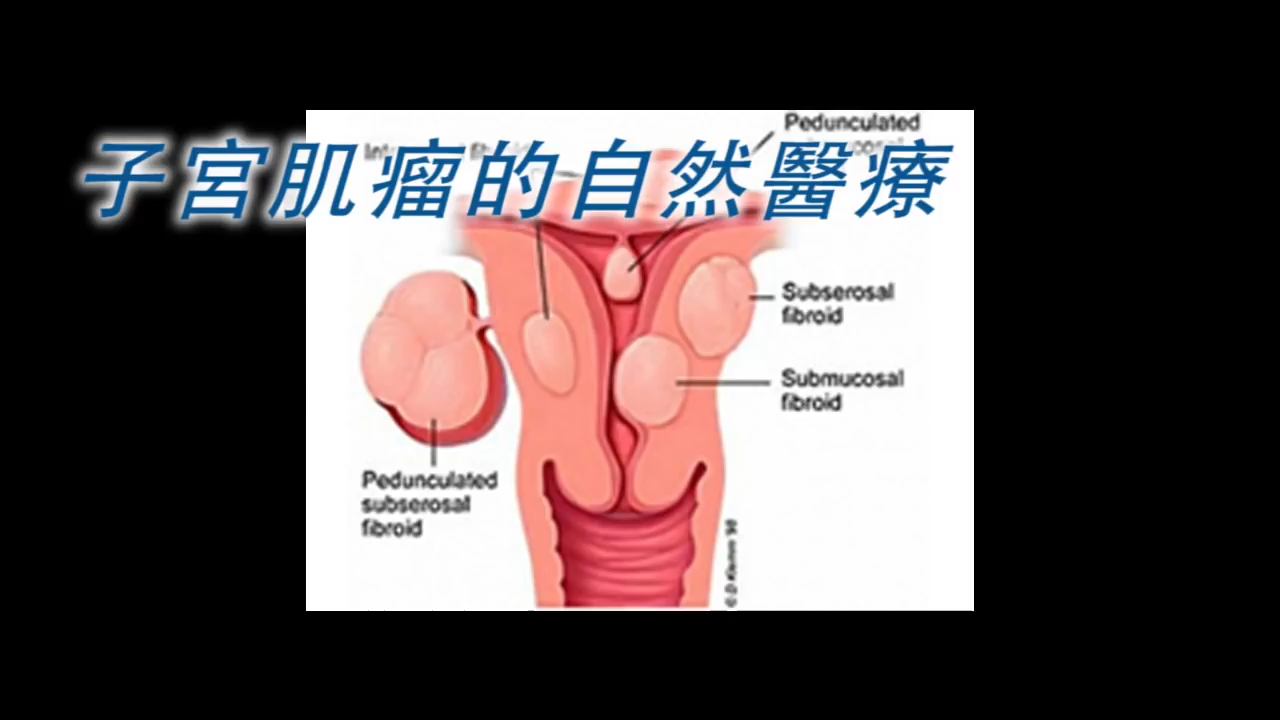 Pedunculated
子宮肌瘤的自然醫療
Subserosal
fibroid
Submucosal
fibroid
Pedunculated
subserosal
fibroid